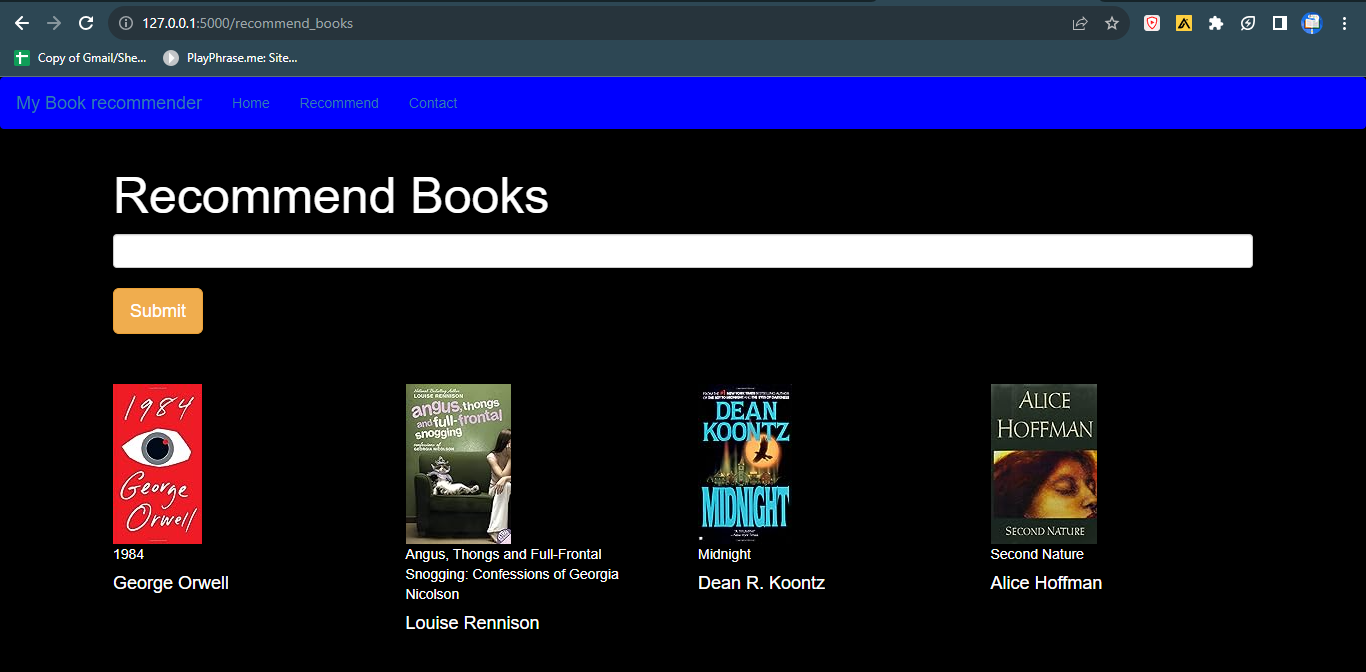 127.0.0.1:5000/recommend_books
Copy of Gmail/She... PlayPhrase.me: Site...
My Book recommender Home Recommend Contact
Recommend Books
Submit
1984
George
Orwell
LOUISE RENNISON
angus, thongs
and full-frontal
snogging
confessions of
GEORGIA NICOLSON
DEAN
KOONTZ
MIDNIGHT
ALICE
HOFFMAN
SECOND NATURE
1984
George Orwell
Angus, Thongs and Full-Frontal
Snogging: Confessions of Georgia
Nicolson
Louise Rennison
Midnight
Dean R. Koontz
Second Nature
Alice Hoffman